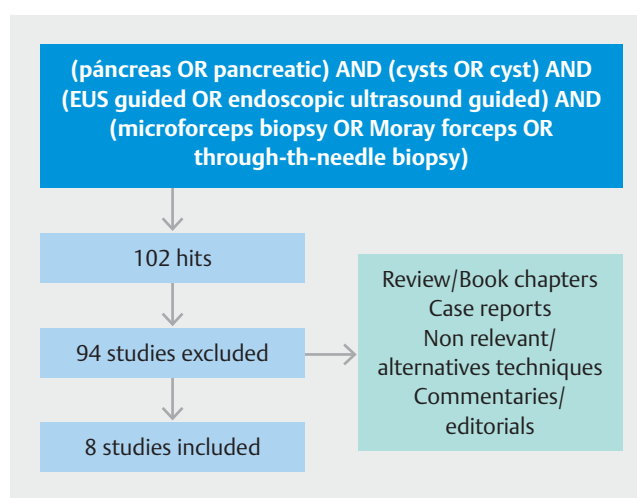 (páncreas OR pancreatic) AND (cysts OR cyst) AND
(EUS guided OR endoscopic ultrasound guided) AND
(microforceps biopsy OR Moray forceps OR
through-th-needle biopsy)
102 hits
94 studies excluded
8 studies included
Review/Book chapters
Case reports
Non relevant/
alternatives techniques
Commentaries/
editorials